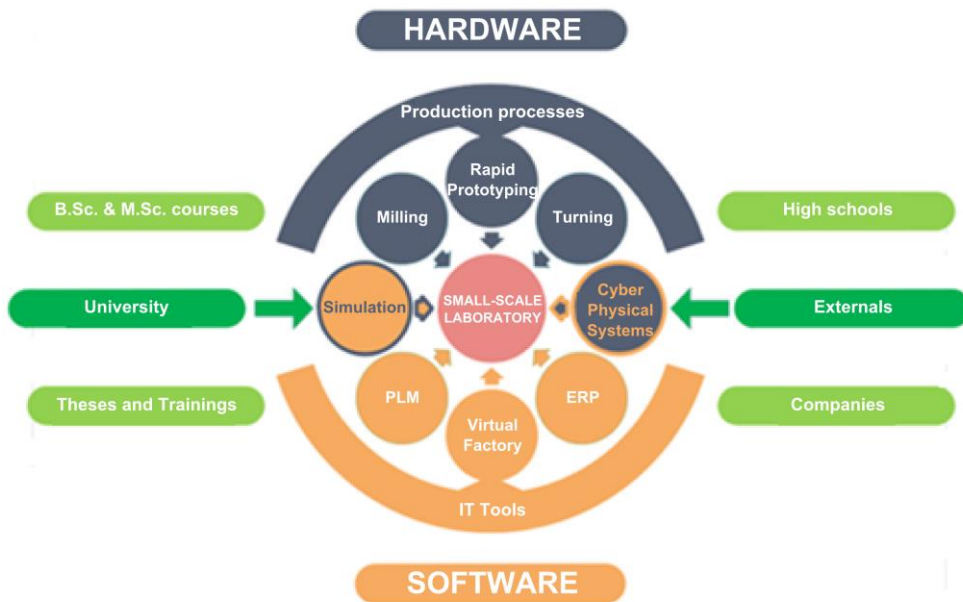 HARDWARE
Production processes
Rapid
Prototyping
Milling
Turning
B.Sc. & M.Sc. courses
High schools
University
Simulation
SMALL-SCALE
LABORATORY
Cyber
Physical
Systems
Externals
Theses and Trainings
PLM
ERP
Companies
Virtual
Factory
IT Tools
SOFTWARE